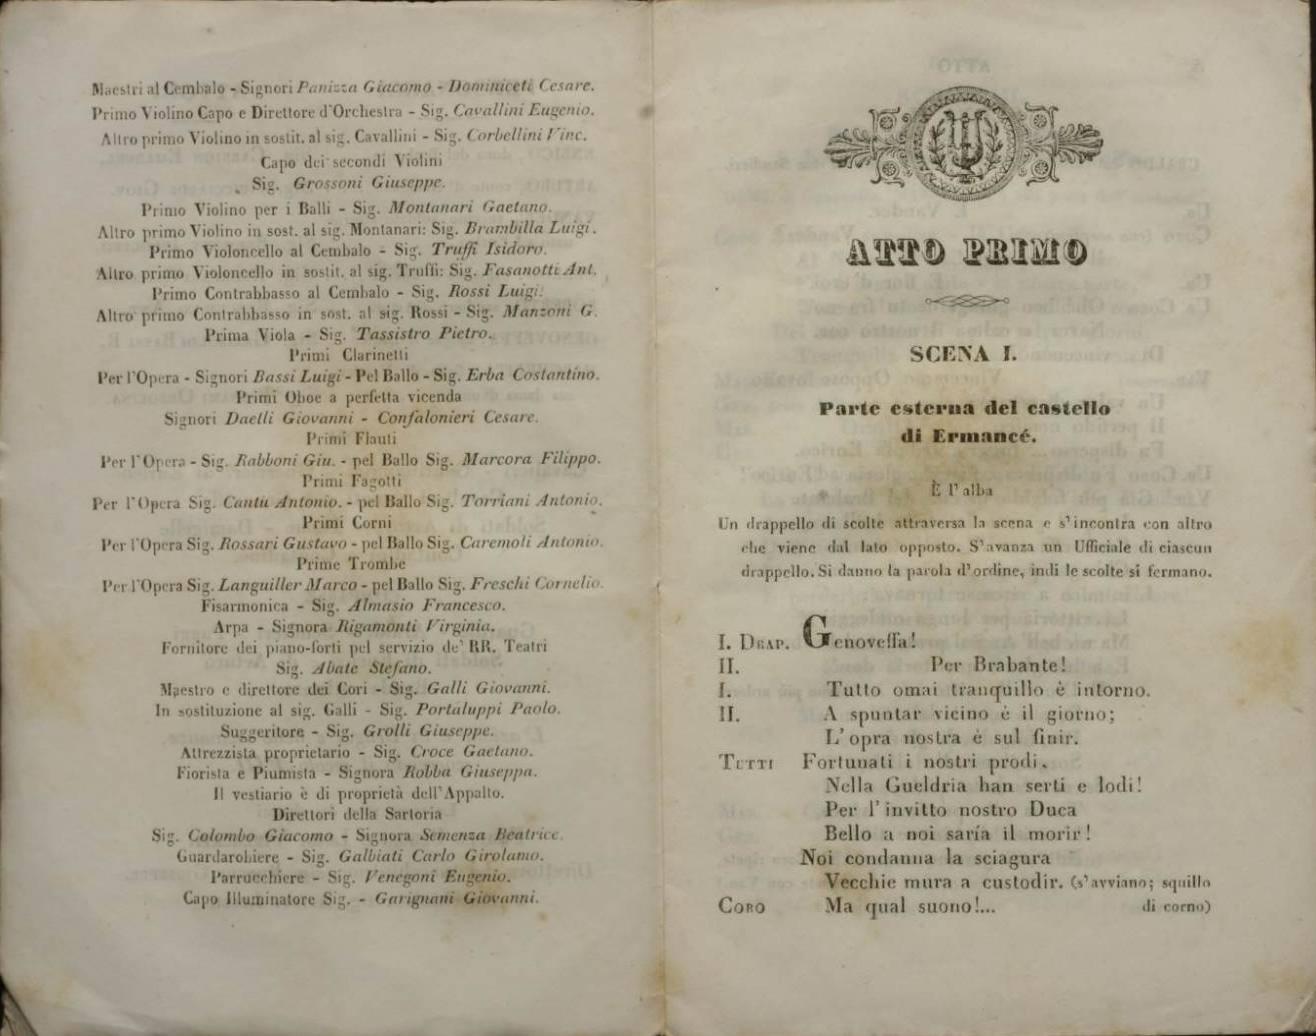 Maestri al Cembalo - Signori Panizza Giacomo - Dominiceti Cesare.
Primo Violino Capo e Direttore d'Orchestra - Sig. Cavallini Eugenio.
Altro primo Violino in sostit. al sig. Cavallini - Sig. Corbellini Vinc.
Capo dei secondi Violini
Sig. Grossoni Giuseppe.
Primo Violino per i Balli - Sig. Montanari Gaetano.
Altro primo Violino in sost. al sig. Montanari: Sig. Brambilla Luigi.
Primo Violoncello al Cembalo - Sig. Truffi Isidoro.
Altro primo Violoncello in sostit. al sig. Truffi: Sig. Fasanotti Ant.
Primo Contrabbasso al Cembalo - Sig. Rossi Luigi.
Altro primo Contrabbasso in sost. al sig. Rossi - Sig. Manzoni G.
Prima Viola - Sig. Tassistro Pietro.
Primi Clarinetti
Per l'Opera - Signori Bassi Luigi - Pel Ballo - Sig. Erba Costantino.
Primi Oboe a perfetta vicenda
Signori Daelli Giovanni - Confalonieri Cesare.
Primi Flauti
Per l'Opera - Sig. Rabboni Giu. - pel Ballo Sig. Marcora Filippo.
Primi Fagotti
Per l'Opera Sig. Cantù Antonio. - pel Ballo Sig. Torriani Antonio.
Primi Corni
Per l'Opera Sig. Rossari Gustavo - pel Ballo Sig. Caremoli Antonio.
Prime Trombe
Per l'Opera Sig. Languiller Marco - pel Ballo Sig. Freschi Cornelio.
Fisarmonica - Sig. Almasio Francesco.
Arpa - Signora Rigamonti Virginia.
Fornitore dei piano-forti pel servizio de' RR. Teatri
Sig. Abate Stefano.
Maestro e direttore dei Cori - Sig. Galli Giovanni.
In sostituzione al sig. Galli - Sig. Portaluppi Paolo.
Suggeritore - Sig. Grolli Giuseppe.
Attrezzista proprietario - Sig. Croce Gaetano.
Fiorista e Piumista - Signora Robba Giuseppa.
Il vestiario è di proprietà dell'Appalto.
Direttori della Sartoria
Sig. Colombo Giacomo - Signora Semenza Beatrice.
Guardarobiere - Sig. Galbiati Carlo Girolamo.
Parrucchiere - Sig. Venegoni Eugenio.
Capo Illuminatore Sig. - Garignani Giovanni.
ATTO PRIMO
SCENA I.
Parte esterna del castello
di Ermancé.
È l'alba
Un drappello di scolte attraversa la scena e s'incontra con altro
che viene dal lato opposto. S'avanza un Ufficiale di ciascun
drappello. Si danno la parola d'ordine, indi le scolte si fermano.
I. DRAP. Genoveffa!
II. Per Brabante!
I. Tutto omai tranquillo è intorno.
II. A spuntar vicino è il giorno;
L'opra nostra è sul finir.
TUTTI Fortunati i nostri prodi.
Nella Gueldria han serti e lodi!
Per l'invitto nostro Duca
Bello a noi saría il morir!
Noi condanna la sciagura
Vecchie mura a custodir. (s'avviano; squillo
CORO Ma qual suono!... di corno)